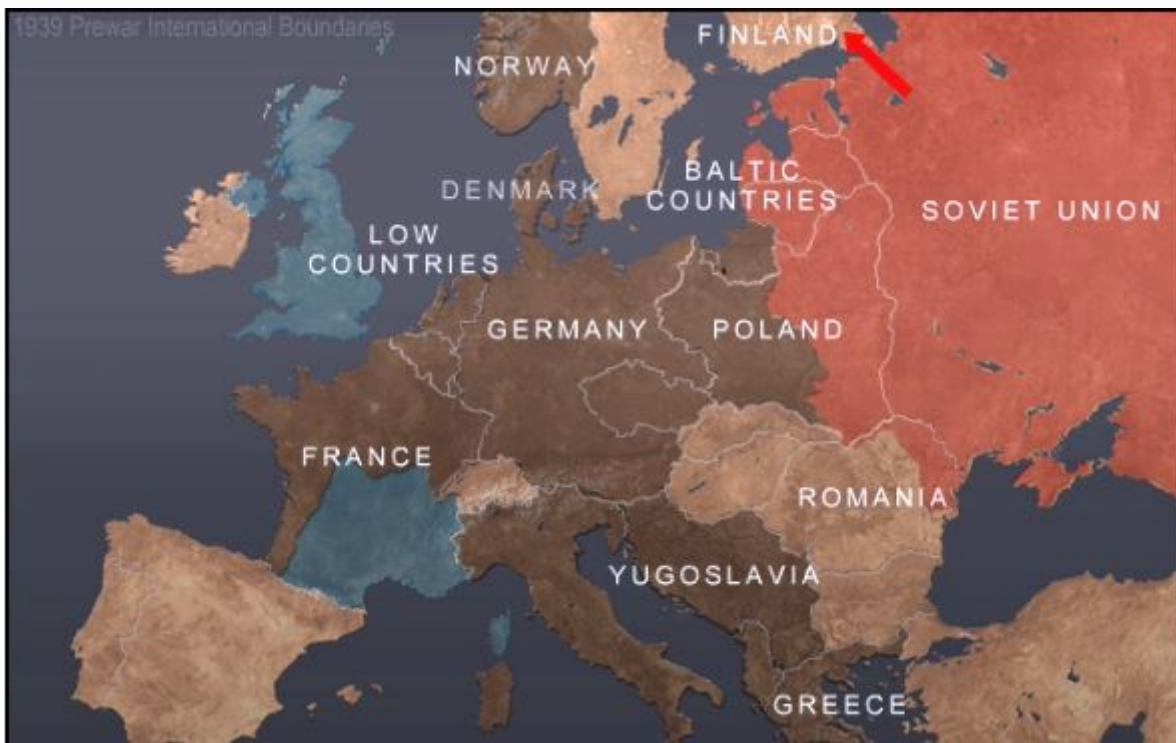 1939 Prewar International Boundaries
FINLAND
NORWAY
DENMARK
BALTIC
COUNTRIES
SOVIET UNION
LOW
COUNTRIES
GERMANY
POLAND
FRANCE
ROMANIA
YUGOSLAVIA
GREECE